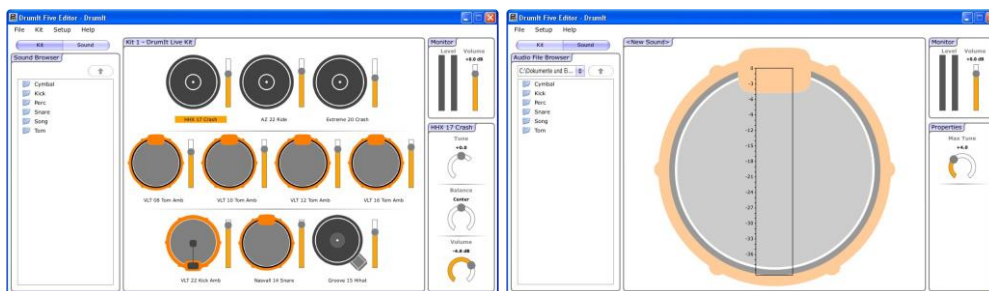 DrumIt Five Editor - DrumIt
File Kit Setup Help
Kit Sound
Sound Browser
Cymbal
Kick
Perc
Snare
Song
Tom
Kit 1 - DrumIt Live Kit
HHX 17 Crash
AZ 22 Ride
Extreme 20 Crash
VLT 08 Tom Amb
VLT 10 Tom Amb
VLT 12 Tom Amb
VLT 16 Tom Amb
VLT 22 Kick Amb
Nasvall 14 Snare
Groove 15 Hihat
Monitor
Level Volume
+0.0 dB
HHX 17 Crash
Tune
+0.0
Balance
Center
Volume
-4.0 dB
DrumIt Five Editor - DrumIt
File Kit Setup Help
Kit Sound
Audio File Browser
C:\Dokumente und Ei...
Cymbal
Kick
Perc
Snare
Song
Tom
<New Sound>
0
-3
-6
-9
-12
-15
-18
-21
-24
-27
-30
-33
-36
Monitor
Level Volume
+0.0 dB
Properties
Max Tune
+4.0